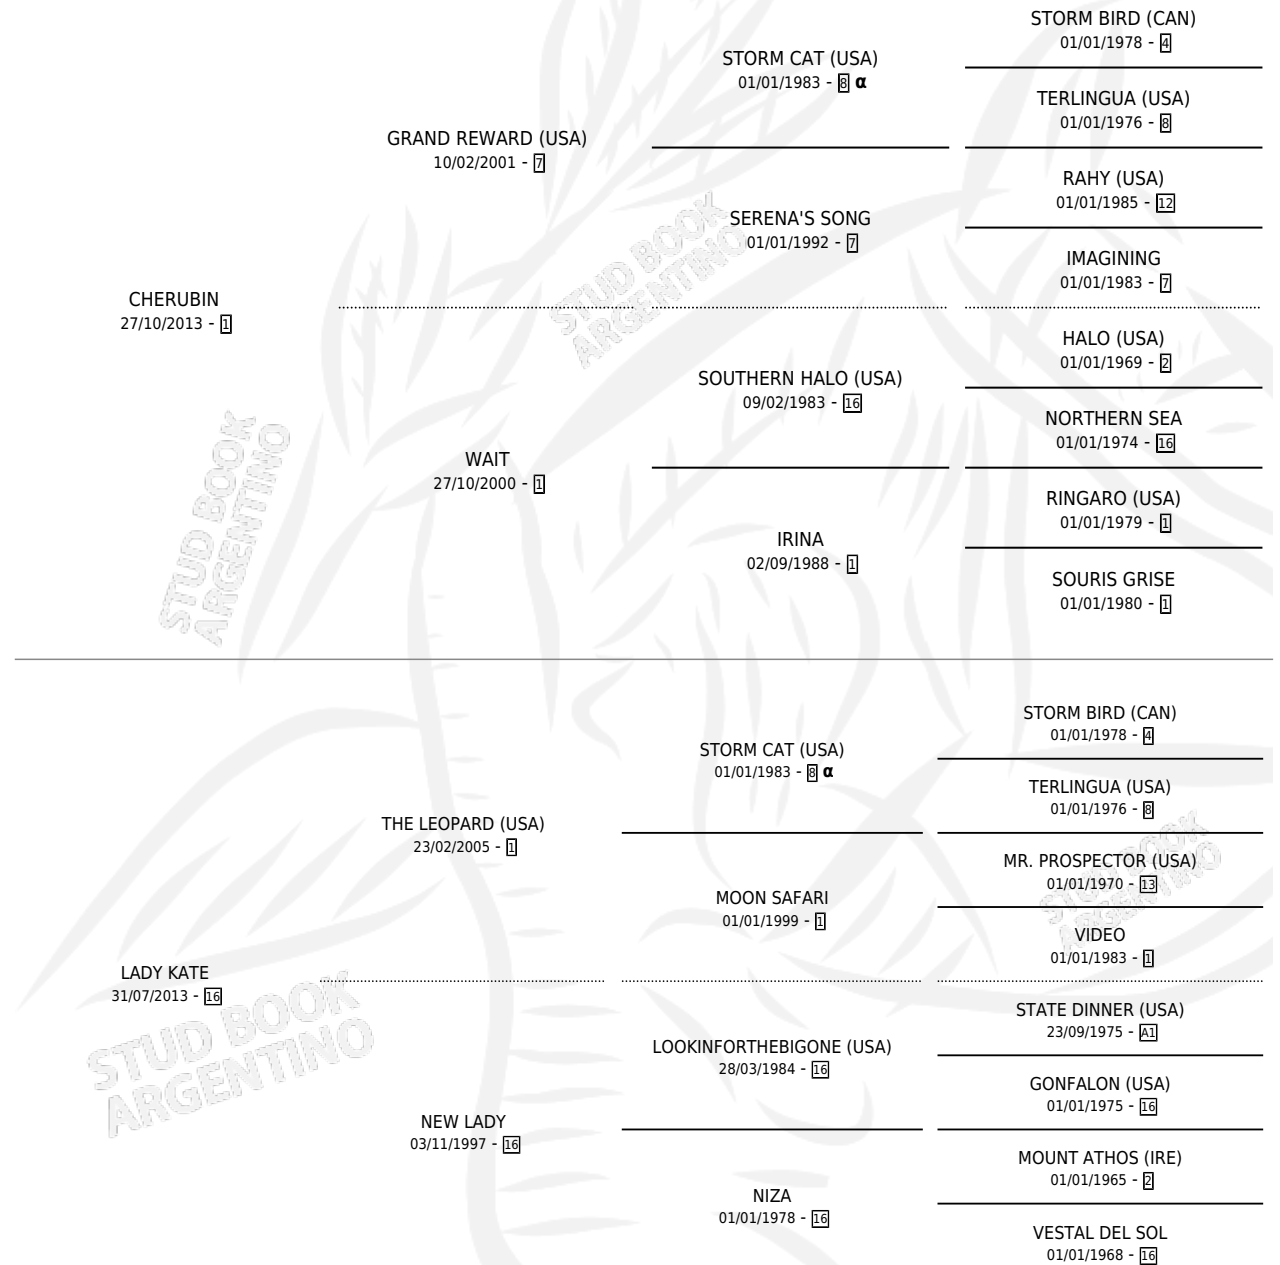 STORM BIRD (CAN)
01/01/1978 - 4
STORM CAT (USA)
01/01/1983 - 8 α
TERLINGUA (USA)
01/01/1976 - 8
GRAND REWARD (USA)
10/02/2001 - 7
RAHY (USA)
01/01/1985 - 12
SERENA'S SONG
01/01/1992 - 7
IMAGINING
01/01/1983 - 7
CHERUBIN
27/10/2013 - 1
HALO (USA)
01/01/1969 - 2
SOUTHERN HALO (USA)
09/02/1983 - 16
NORTHERN SEA
01/01/1974 - 16
WAIT
27/10/2000 - 1
RINGARO (USA)
01/01/1979 - 1
IRINA
02/09/1988 - 1
SOURIS GRISE
01/01/1980 - 1
STORM BIRD (CAN)
01/01/1978 - 4
STORM CAT (USA)
01/01/1983 - 8 α
TERLINGUA (USA)
01/01/1976 - 8
THE LEOPARD (USA)
23/02/2005 - 1
MR. PROSPECTOR (USA)
01/01/1970 - 13
MOON SAFARI
01/01/1999 - 1
VIDEO
01/01/1983 - 1
LADY KATE
31/07/2013 - 16
STATE DINNER (USA)
23/09/1975 - A1
LOOKINFORTHEBIGONE (USA)
28/03/1984 - 16
GONFALON (USA)
01/01/1975 - 16
NEW LADY
03/11/1997 - 16
MOUNT ATHOS (IRE)
01/01/1965 - 2
NIZA
01/01/1978 - 16
VESTAL DEL SOL
01/01/1968 - 16
STUD BOOK
ARGENTINO
STUD BOOK
ARGENTINO
STUD BOOK
ARGENTINO
STUD BOOK
ARGENTINO